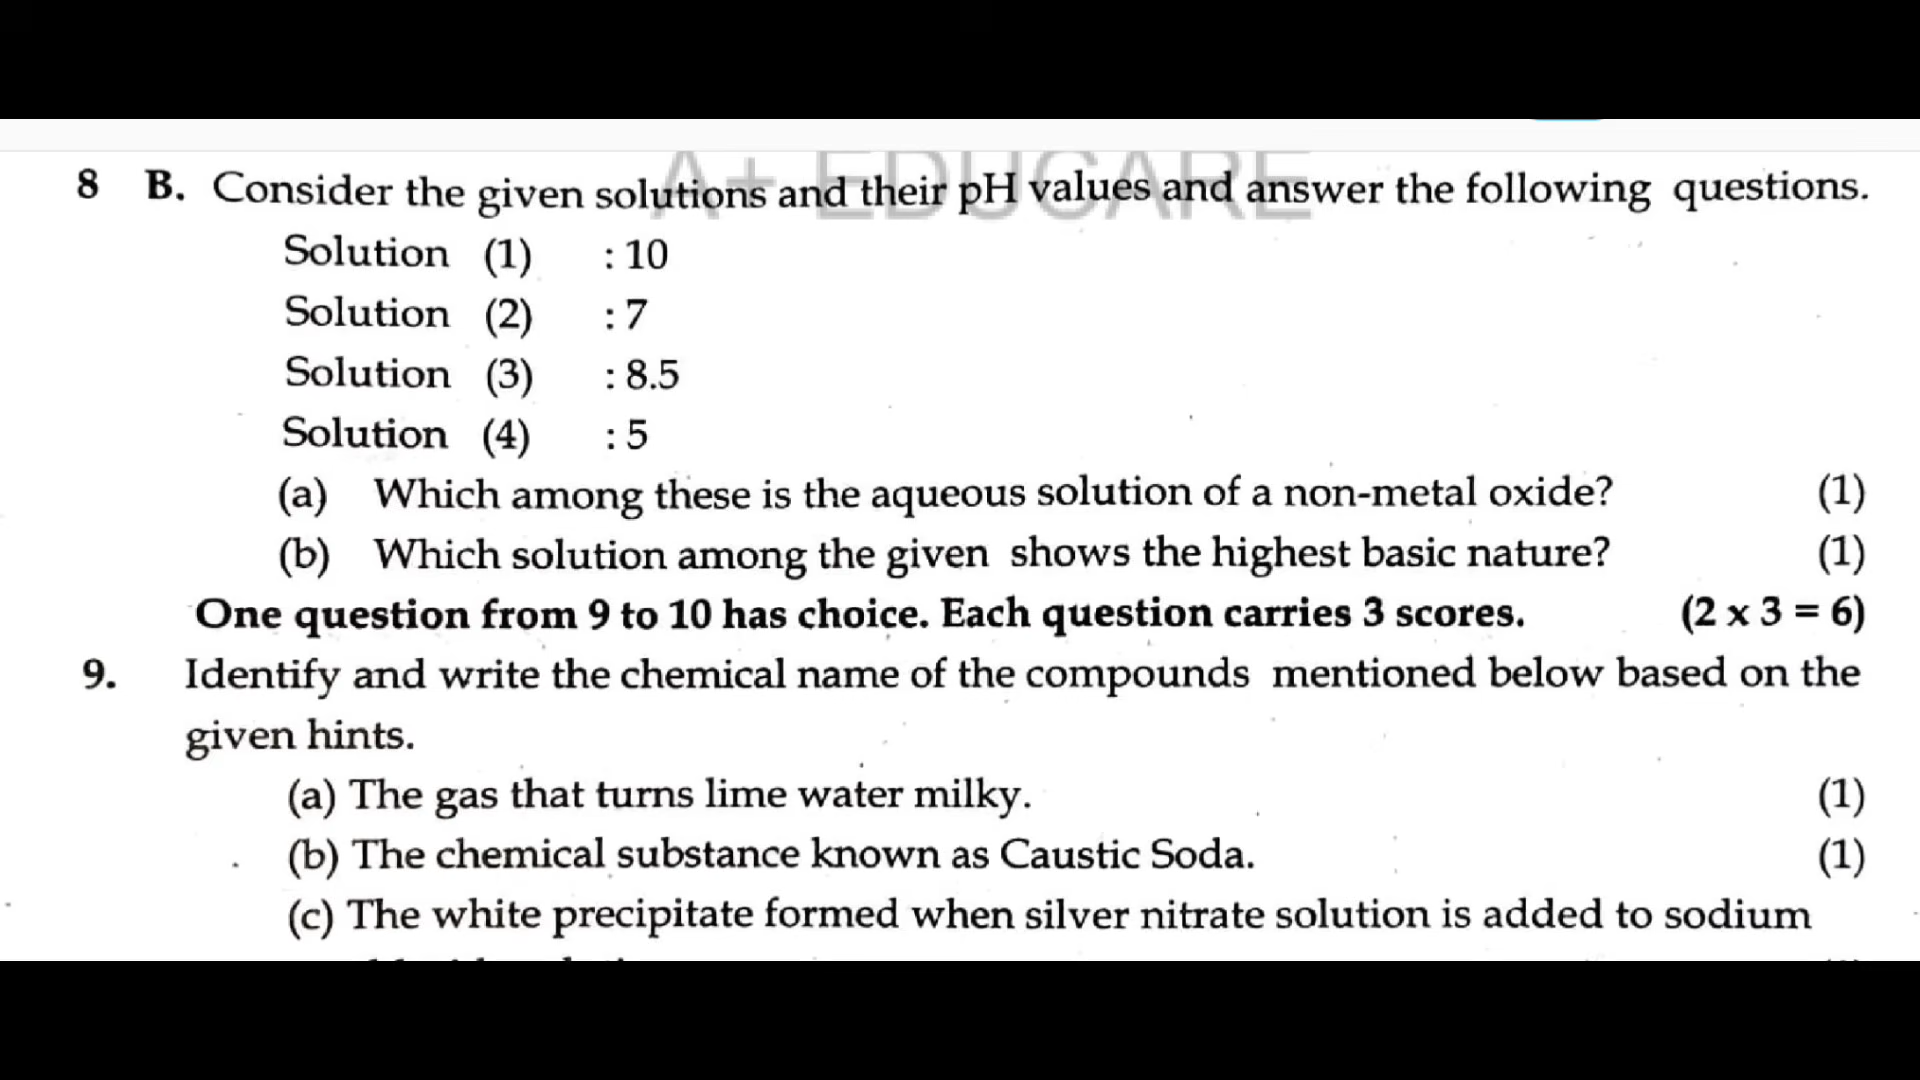 A+ EDUCARE
8 B. Consider the given solutions and their pH values and answer the following questions.
Solution (1) : 10
Solution (2) : 7
Solution (3) : 8.5
Solution (4) : 5
(a) Which among these is the aqueous solution of a non-metal oxide? (1)
(b) Which solution among the given shows the highest basic nature? (1)
One question from 9 to 10 has choice. Each question carries 3 scores. (2 x 3 = 6)
9. Identify and write the chemical name of the compounds mentioned below based on the
given hints.
(a) The gas that turns lime water milky. (1)
(b) The chemical substance known as Caustic Soda. (1)
(c) The white precipitate formed when silver nitrate solution is added to sodium